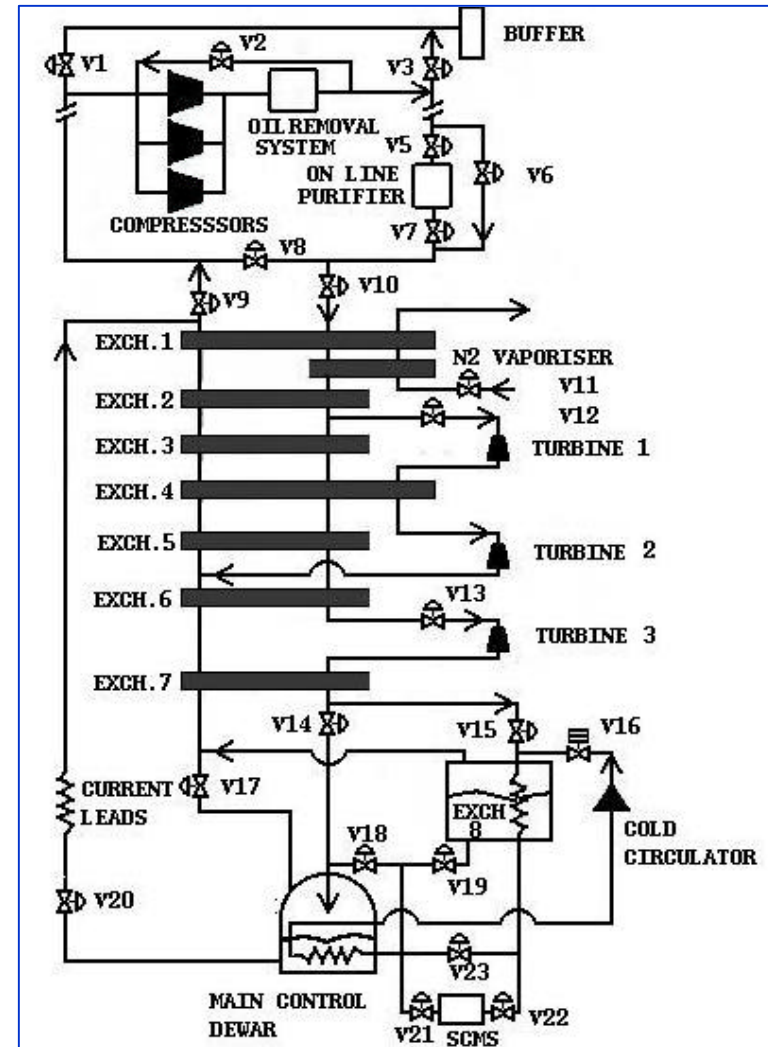 BUFFER
V1
V2
V3
OIL REMOVAL
SYSTEM
V5
V6
ON LINE
PURIFIER
COMPRESSSORS
V7
V8
V9
V10
EXCH.1
N2 VAPORISER
EXCH.2
V11
V12
EXCH.3
TURBINE 1
EXCH.4
EXCH.5
TURBINE 2
EXCH.6
V13
TURBINE 3
EXCH.7
V14
V15
V16
V17
CURRENT
LEADS
EXCH
8
COLD
CIRCULATOR
V18
V19
V20
V23
MAIN CONTROL
DEWAR
V21
SCMS
V22